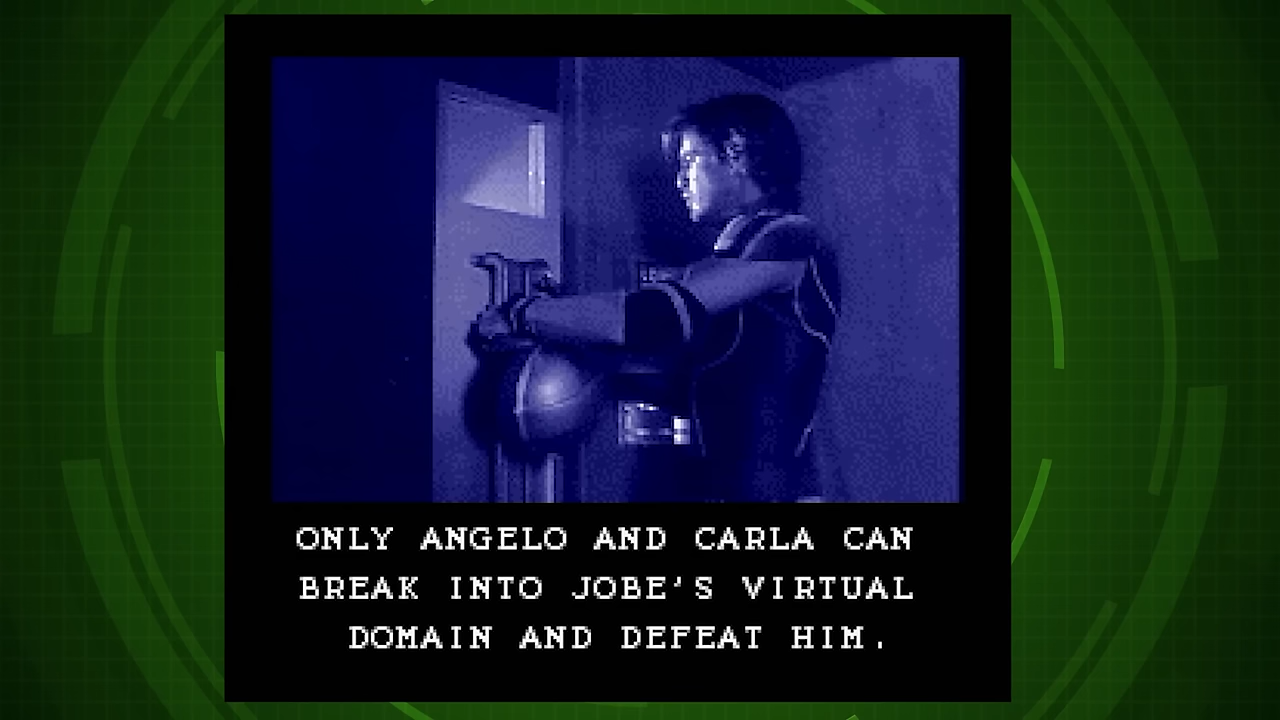 ONLY ANGELO AND CARLA CAN
BREAK INTO JOBE'S VIRTUAL
DOMAIN AND DEFEAT HIM.